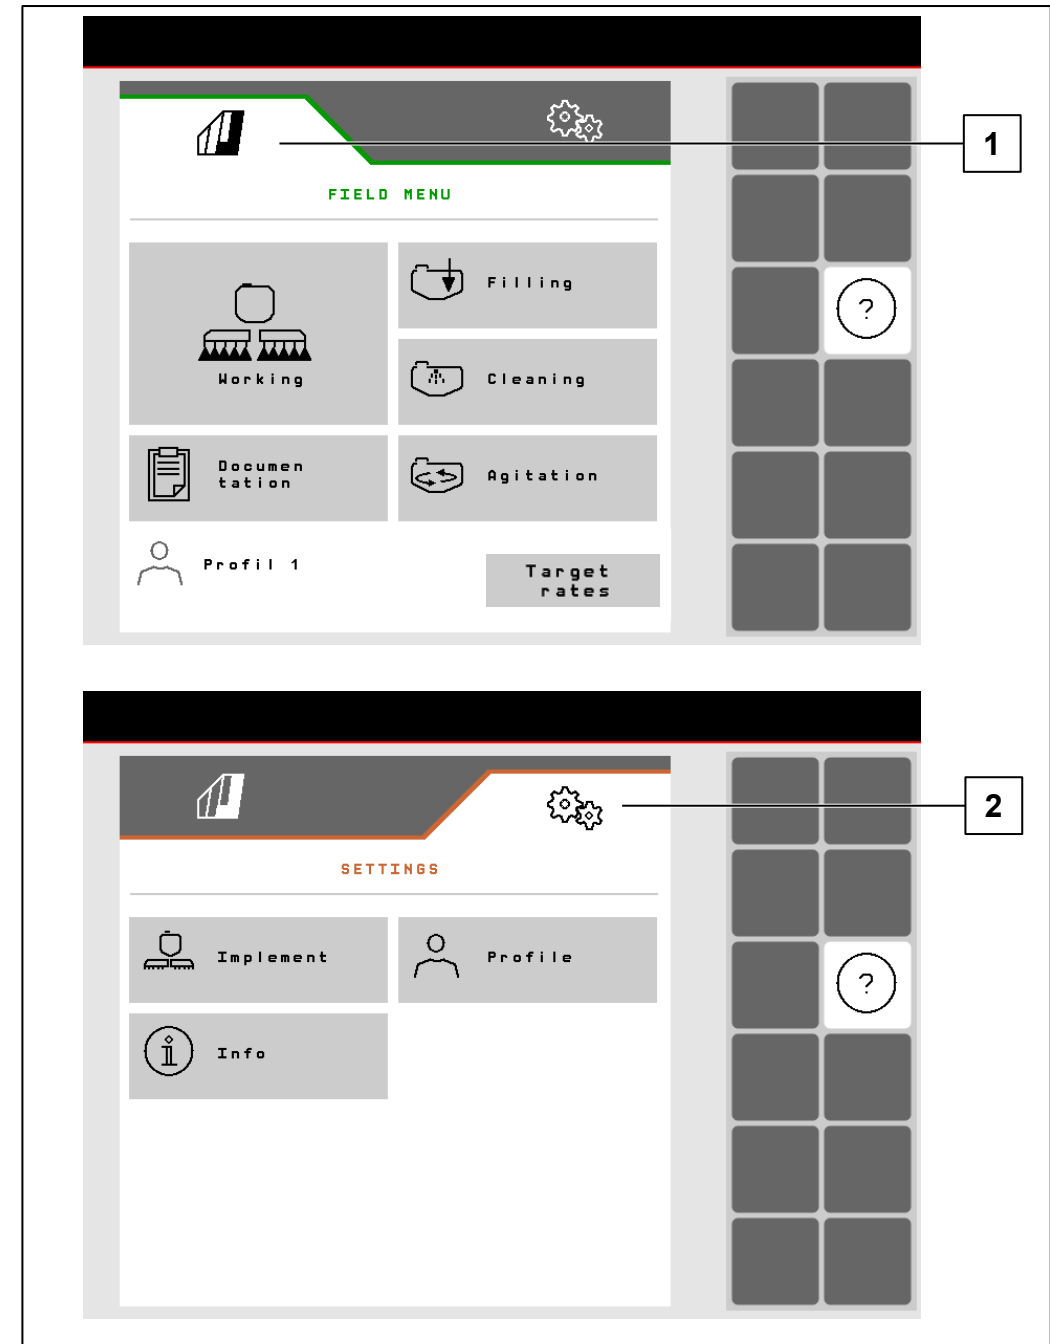 1
FIELD MENU
Filling
Working
Cleaning
Documen
tation
Agitation
Profil 1
Target
rates
?
2
SETTINGS
Implement
Profile
Info
?